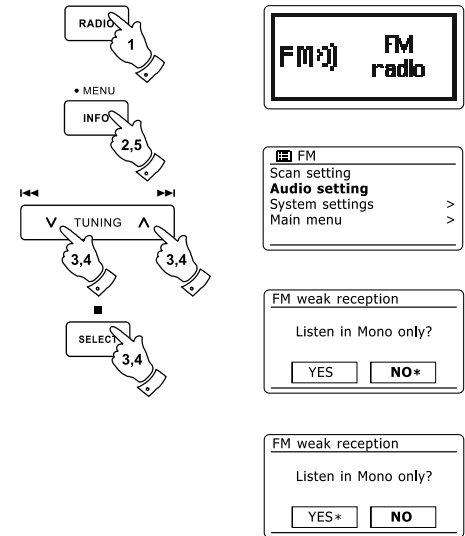 RADIO
1
• MENU
INFO
2,5
TUNING
3,4
3,4
SELECT
3,4
FM
FM
radio
FM
Scan setting
Audio setting
System settings >
Main menu >
FM weak reception
Listen in Mono only?
YES NO*
FM weak reception
Listen in Mono only?
YES* NO